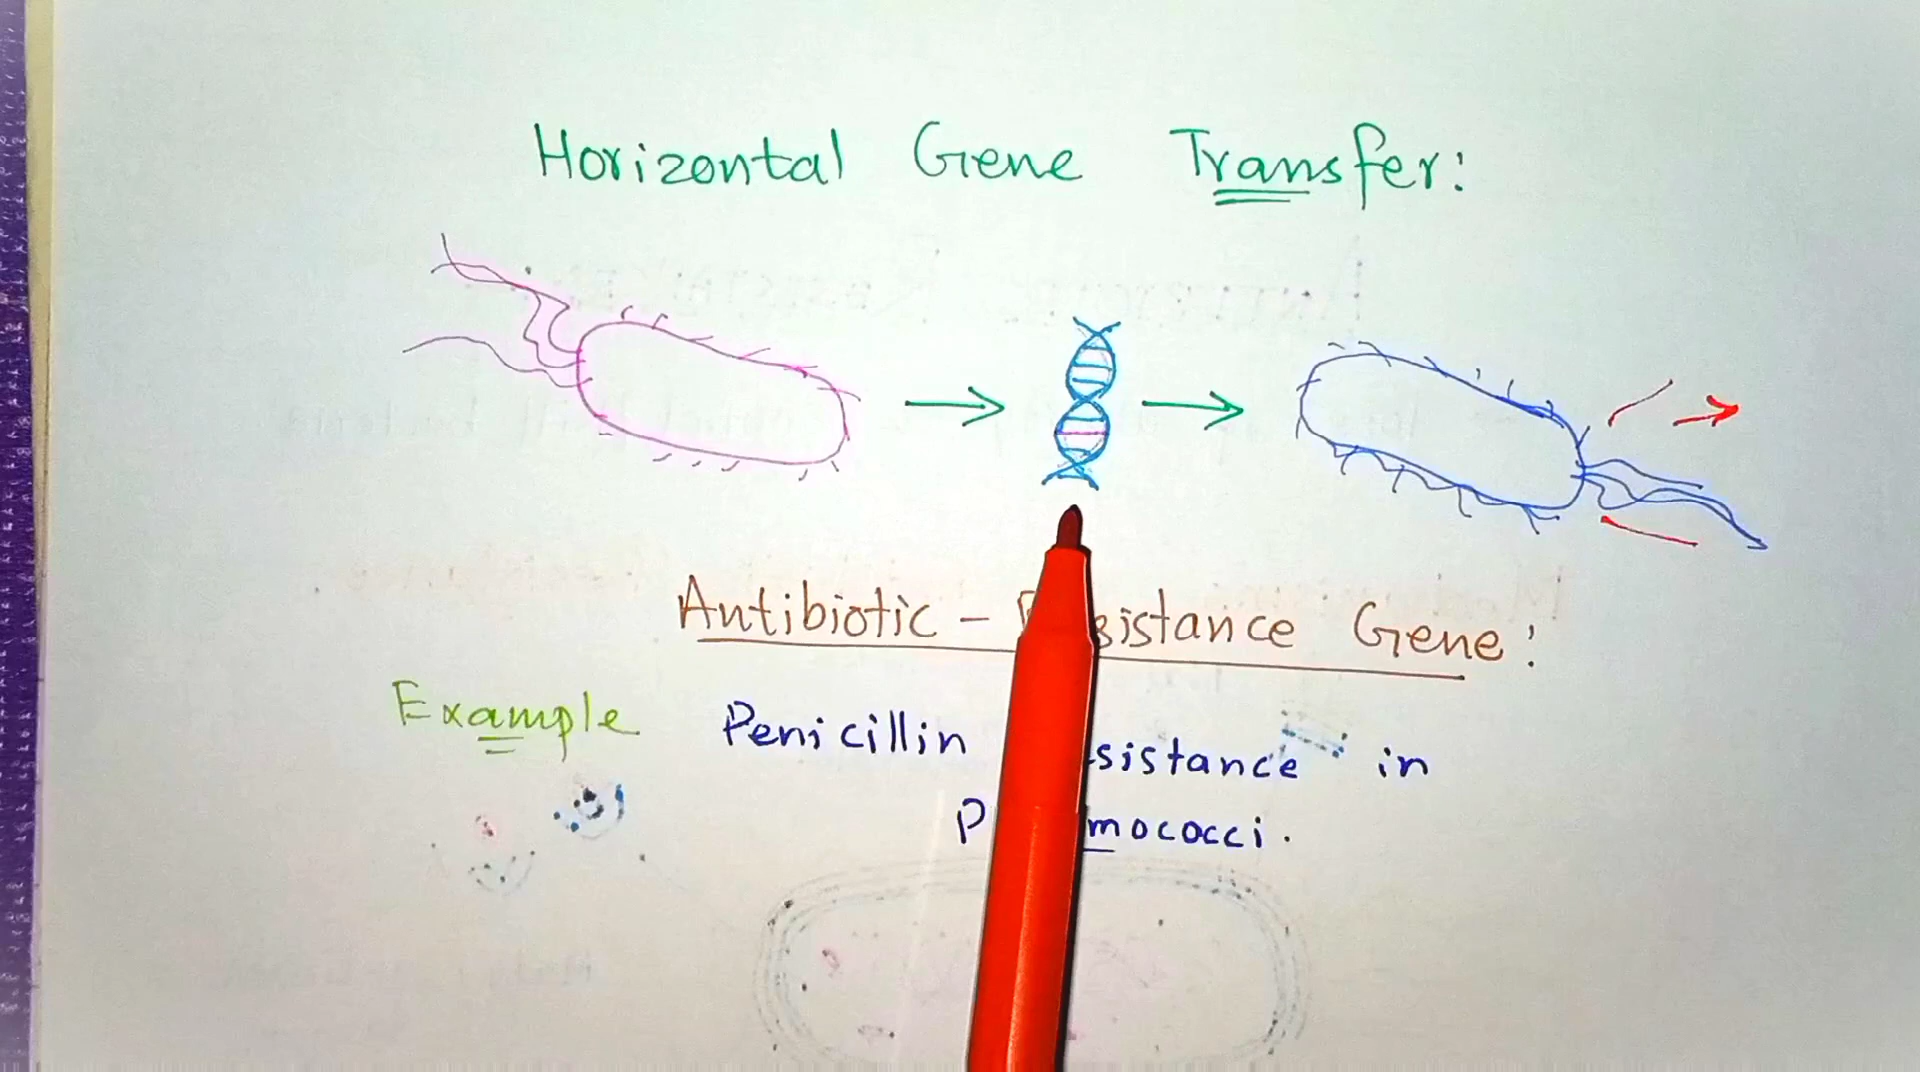 Horizontal Gene Transfer:
Antibiotic - sistance Gene:
Example Penicillin sistance in
P mococci.